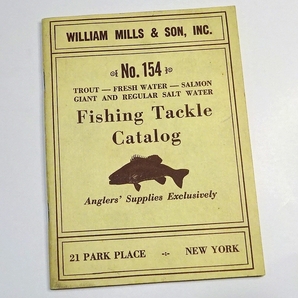 WILLIAM MILLS & SON, INC.
No. 154
TROUT — FRESH WATER — SALMON
GIANT AND REGULAR SALT WATER
Fishing Tackle
Catalog
Anglers' Supplies Exclusively
21 PARK PLACE NEW YORK